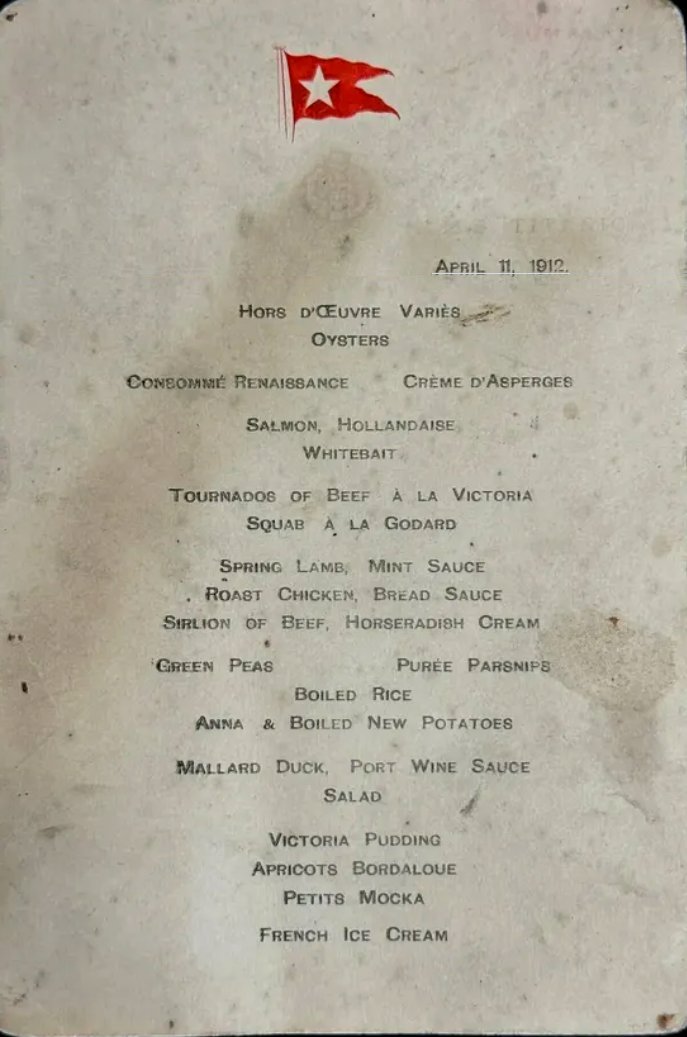 April 11, 1912.
Hors d'Œuvre Variès
Oysters
Consommé Renaissance Crème d'Asperges
Salmon, Hollandaise
Whitebait
Tournados of Beef à la Victoria
Squab à la Godard
Spring Lamb, Mint Sauce
Roast Chicken, Bread Sauce
Sirlion of Beef, Horseradish Cream
Green Peas Purée Parsnips
Boiled Rice
Anna & Boiled New Potatoes
Mallard Duck, Port Wine Sauce
Salad
Victoria Pudding
Apricots Bordaloue
Petits Mocka
French Ice Cream